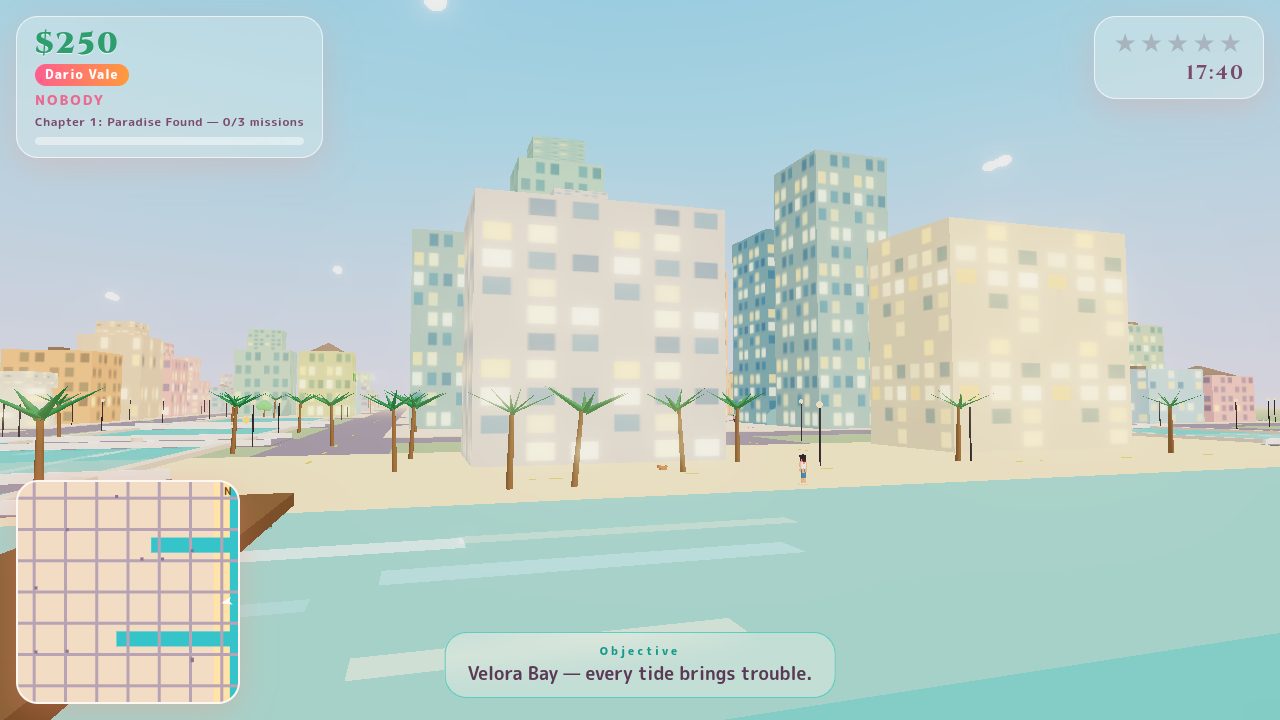 $250
Dario Vale
NOBODY
Chapter 1: Paradise Found — 0/3 missions
★★★★★
17:40
N
Objective
Velora Bay — every tide brings trouble.